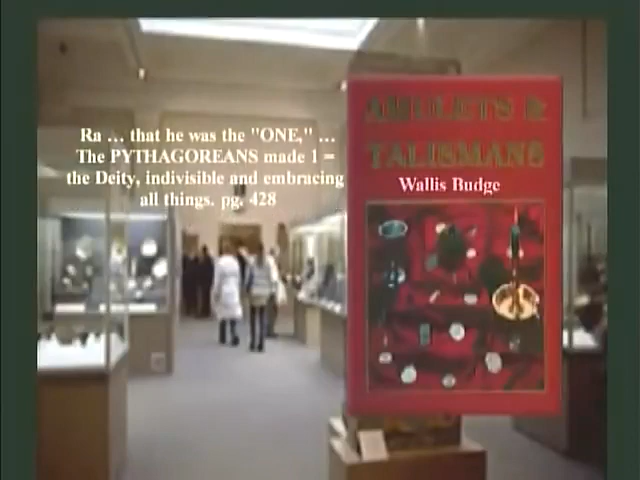 Ra ... that he was the "ONE," ...
The PYTHAGOREANS made 1 =
the Deity, indivisible and embracing
all things. pg. 428
AMULETS &
TALISMANS
Wallis Budge